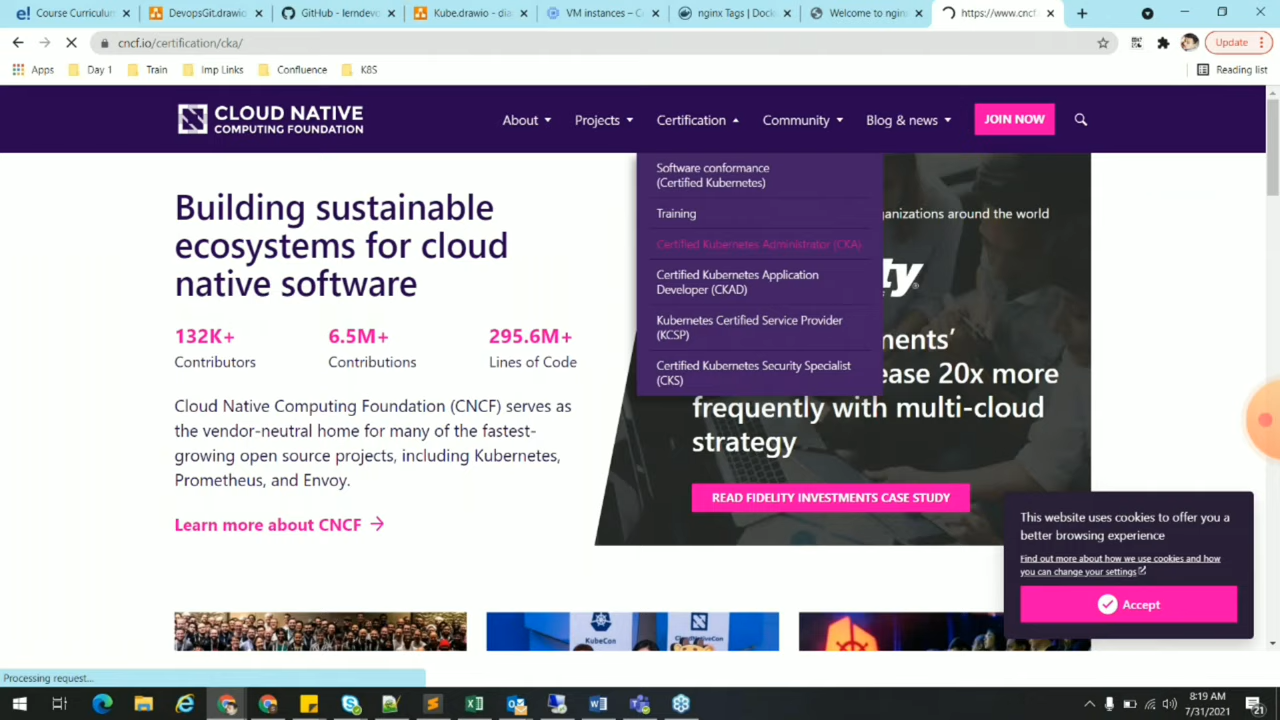 Course Curriculum
DevopsGit.drawio
GitHub - lerndevo
Kube.drawio - dia
VM instances – C
nginx Tags | Dock
Welcome to nginx
https://www.cncf
cncf.io/certification/cka/
Update
Apps
Day 1
Train
Imp Links
Confluence
K8S
Reading list
CLOUD NATIVE
COMPUTING FOUNDATION
About
Projects
Certification
Community
Blog & news
JOIN NOW
Software conformance
(Certified Kubernetes)
Training
Certified Kubernetes Administrator (CKA)
Certified Kubernetes Application
Developer (CKAD)
Kubernetes Certified Service Provider
(KCSP)
Certified Kubernetes Security Specialist
(CKS)
Building sustainable
ecosystems for cloud
native software
132K+
Contributors
6.5M+
Contributions
295.6M+
Lines of Code
Cloud Native Computing Foundation (CNCF) serves as
the vendor-neutral home for many of the fastest-
growing open source projects, including Kubernetes,
Prometheus, and Envoy.
Learn more about CNCF
ganizations around the world
ty
nents’
ease 20x more
frequently with multi-cloud
strategy
READ FIDELITY INVESTMENTS CASE STUDY
This website uses cookies to offer you a
better browsing experience
Find out more about how we use cookies and how
you can change your settings
Accept
KubeCon
CloudNativeCon
Processing request...
8:19 AM
7/31/2021
21